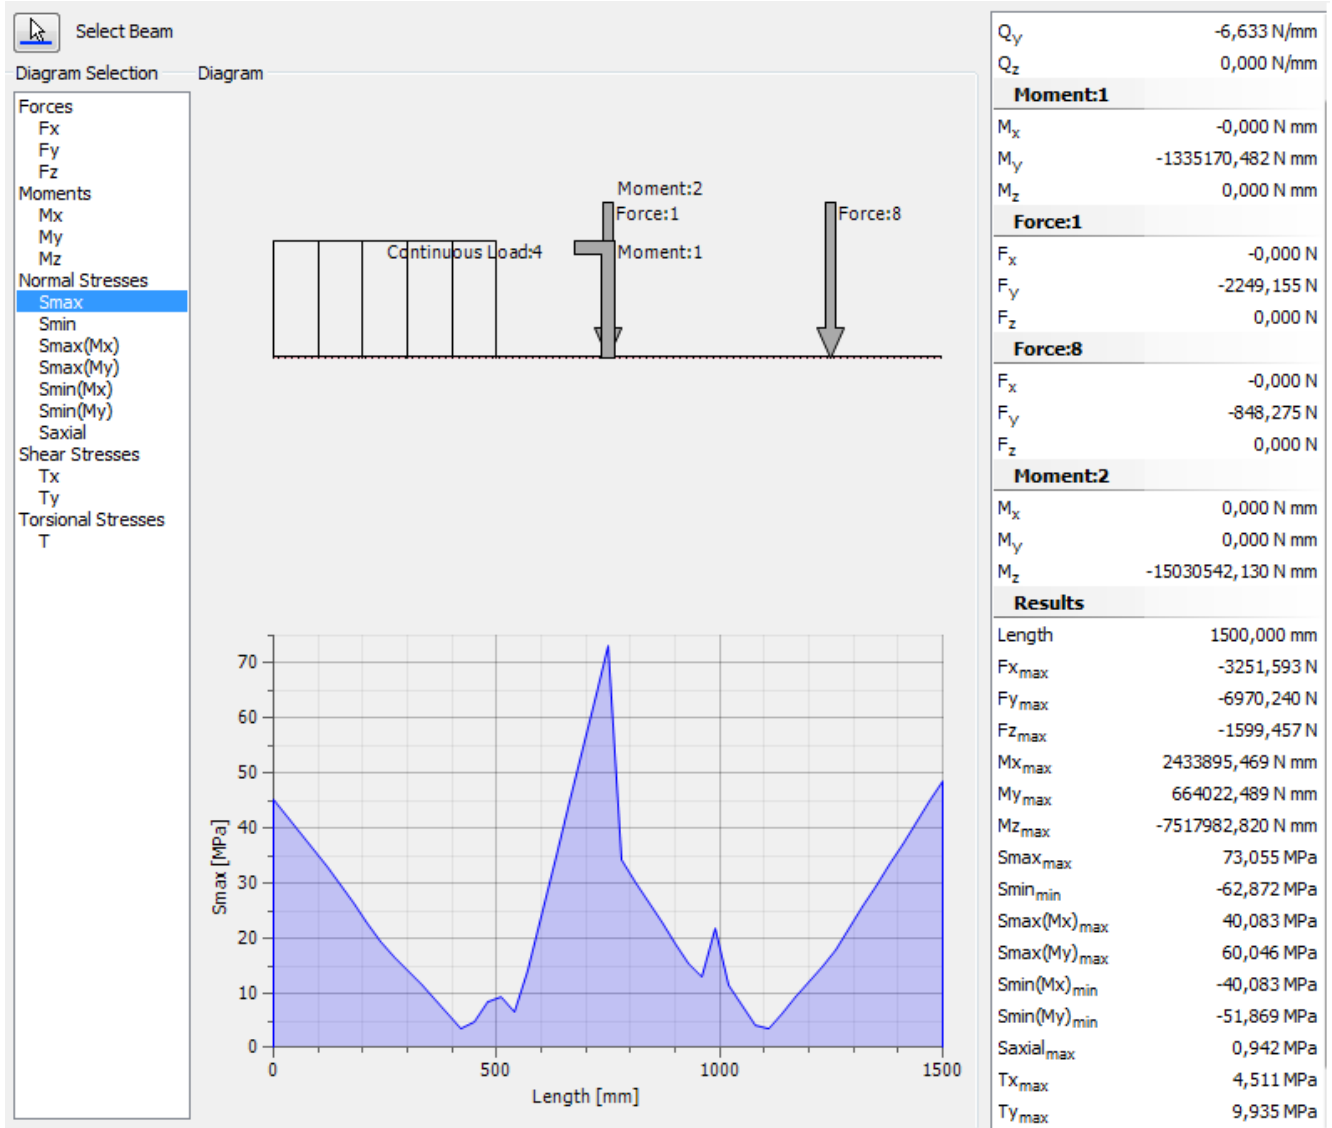 Select Beam
Diagram Selection
Forces
Fx
Fy
Fz
Moments
Mx
My
Mz
Normal Stresses
Smax
Smin
Smax(Mx)
Smax(My)
Smin(Mx)
Smin(My)
Saxial
Shear Stresses
Tx
Ty
Torsional Stresses
T
Diagram
Moment:2
Force:1
Force:8
Continuous Load:4
Moment:1
Smax [MPa]
70
60
50
40
30
20
10
0
0 500 1000 1500
Length [mm]
Qy -6,633 N/mm
Qz 0,000 N/mm
Moment:1
Mx -0,000 N mm
My -1335170,482 N mm
Mz 0,000 N mm
Force:1
Fx -0,000 N
Fy -2249,155 N
Fz 0,000 N
Force:8
Fx -0,000 N
Fy -848,275 N
Fz 0,000 N
Moment:2
Mx 0,000 N mm
My 0,000 N mm
Mz -15030542,130 N mm
Results
Length 1500,000 mm
Fxmax -3251,593 N
Fymax -6970,240 N
Fzmax -1599,457 N
Mxmax 2433895,469 N mm
Mymax 664022,489 N mm
Mzmax -7517982,820 N mm
Smaxmax 73,055 MPa
Sminmin -62,872 MPa
Smax(Mx)max 40,083 MPa
Smax(My)max 60,046 MPa
Smin(Mx)min -40,083 MPa
Smin(My)min -51,869 MPa
Saxialmax 0,942 MPa
Txmax 4,511 MPa
Tymax 9,935 MPa